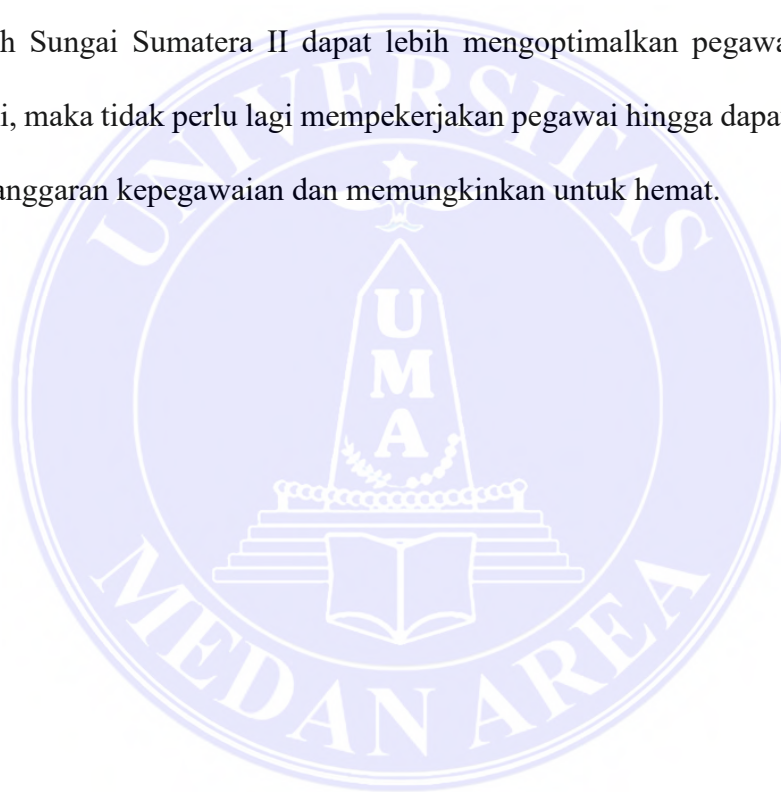 h Sungai Sumatera II dapat lebih mengoptimalkan pegawa
i, maka tidak perlu lagi mempekerjakan pegawai hingga dapa
anggaran kepegawaian dan memungkinkan untuk hemat.
UNIVERSITAS
U
M
A
MEDAN AREA